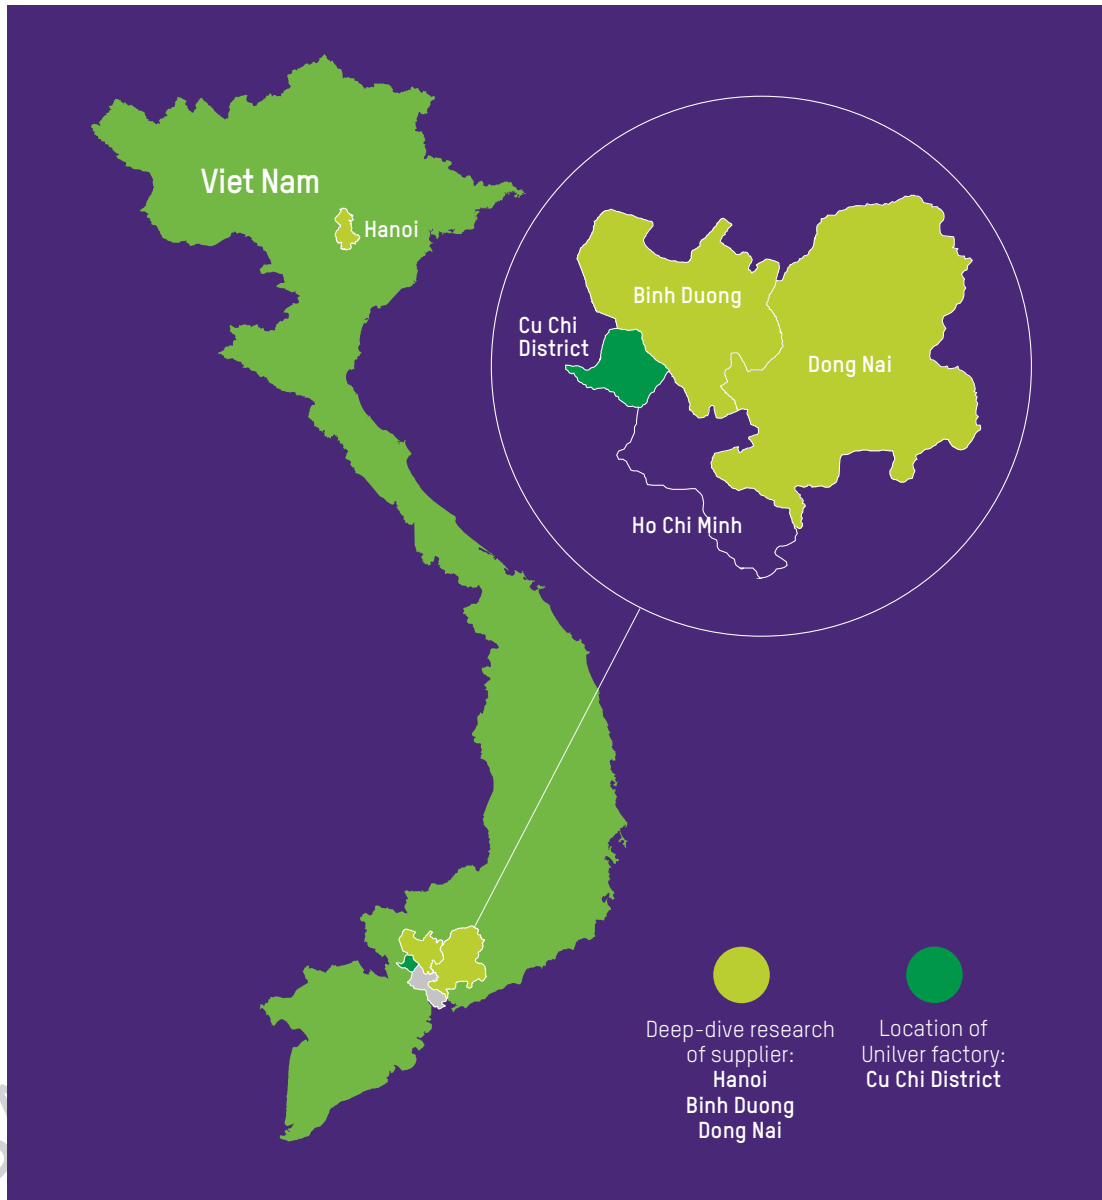 Viet Nam
Hanoi
Binh Duong
Cu Chi
District
Dong Nai
Ho Chi Minh
Deep-dive research
of supplier:
Hanoi
Binh Duong
Dong Nai
Location of
Unilver factory:
Cu Chi District